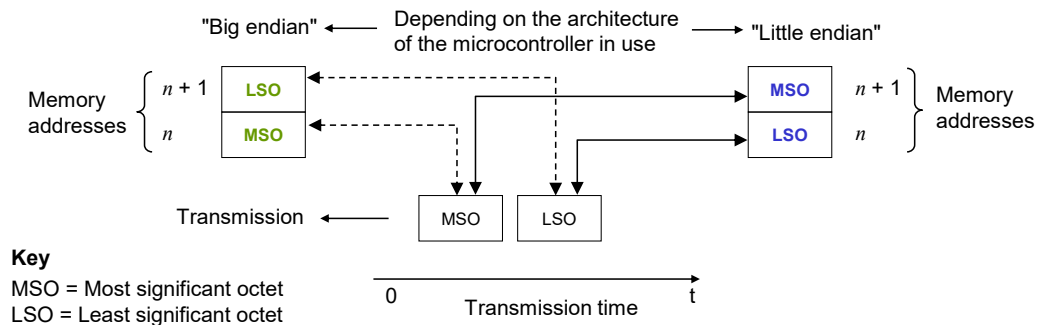 Depending on the architecture
of the microcontroller in use
"Big endian"
"Little endian"
Memory
addresses
n + 1
LSO
n
MSO
MSO
n + 1
LSO
n
Memory
addresses
Transmission
MSO
LSO
Key
MSO = Most significant octet
LSO = Least significant octet
0
t
Transmission time